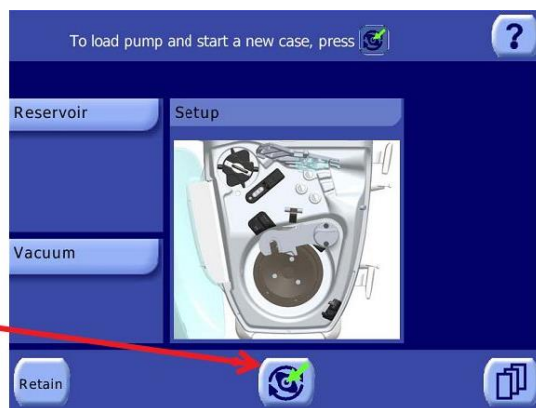 To load pump and start a new case, press
?
Reservoir
Setup
Vacuum
Retain